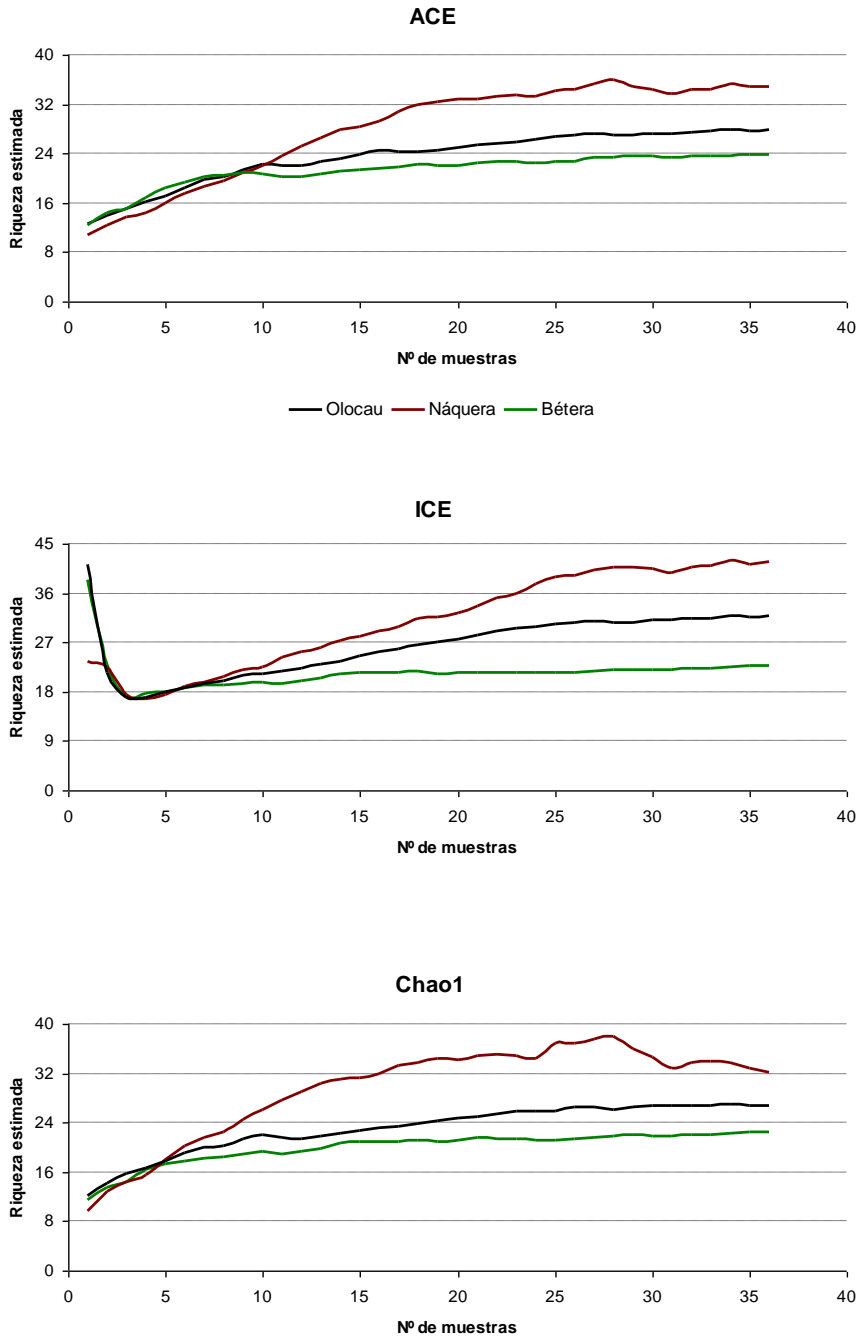 ACE
40
32
24
16
8
0
Riqueza estimada
0 5 10 15 20 25 30 35 40
Nº de muestras
Olocau Náquera Bétera
ICE
45
36
27
18
9
0
Riqueza estimada
0 5 10 15 20 25 30 35 40
Nº de muestras
Chao1
40
32
24
16
8
0
Riqueza estimada
0 5 10 15 20 25 30 35 40
Nº de muestras